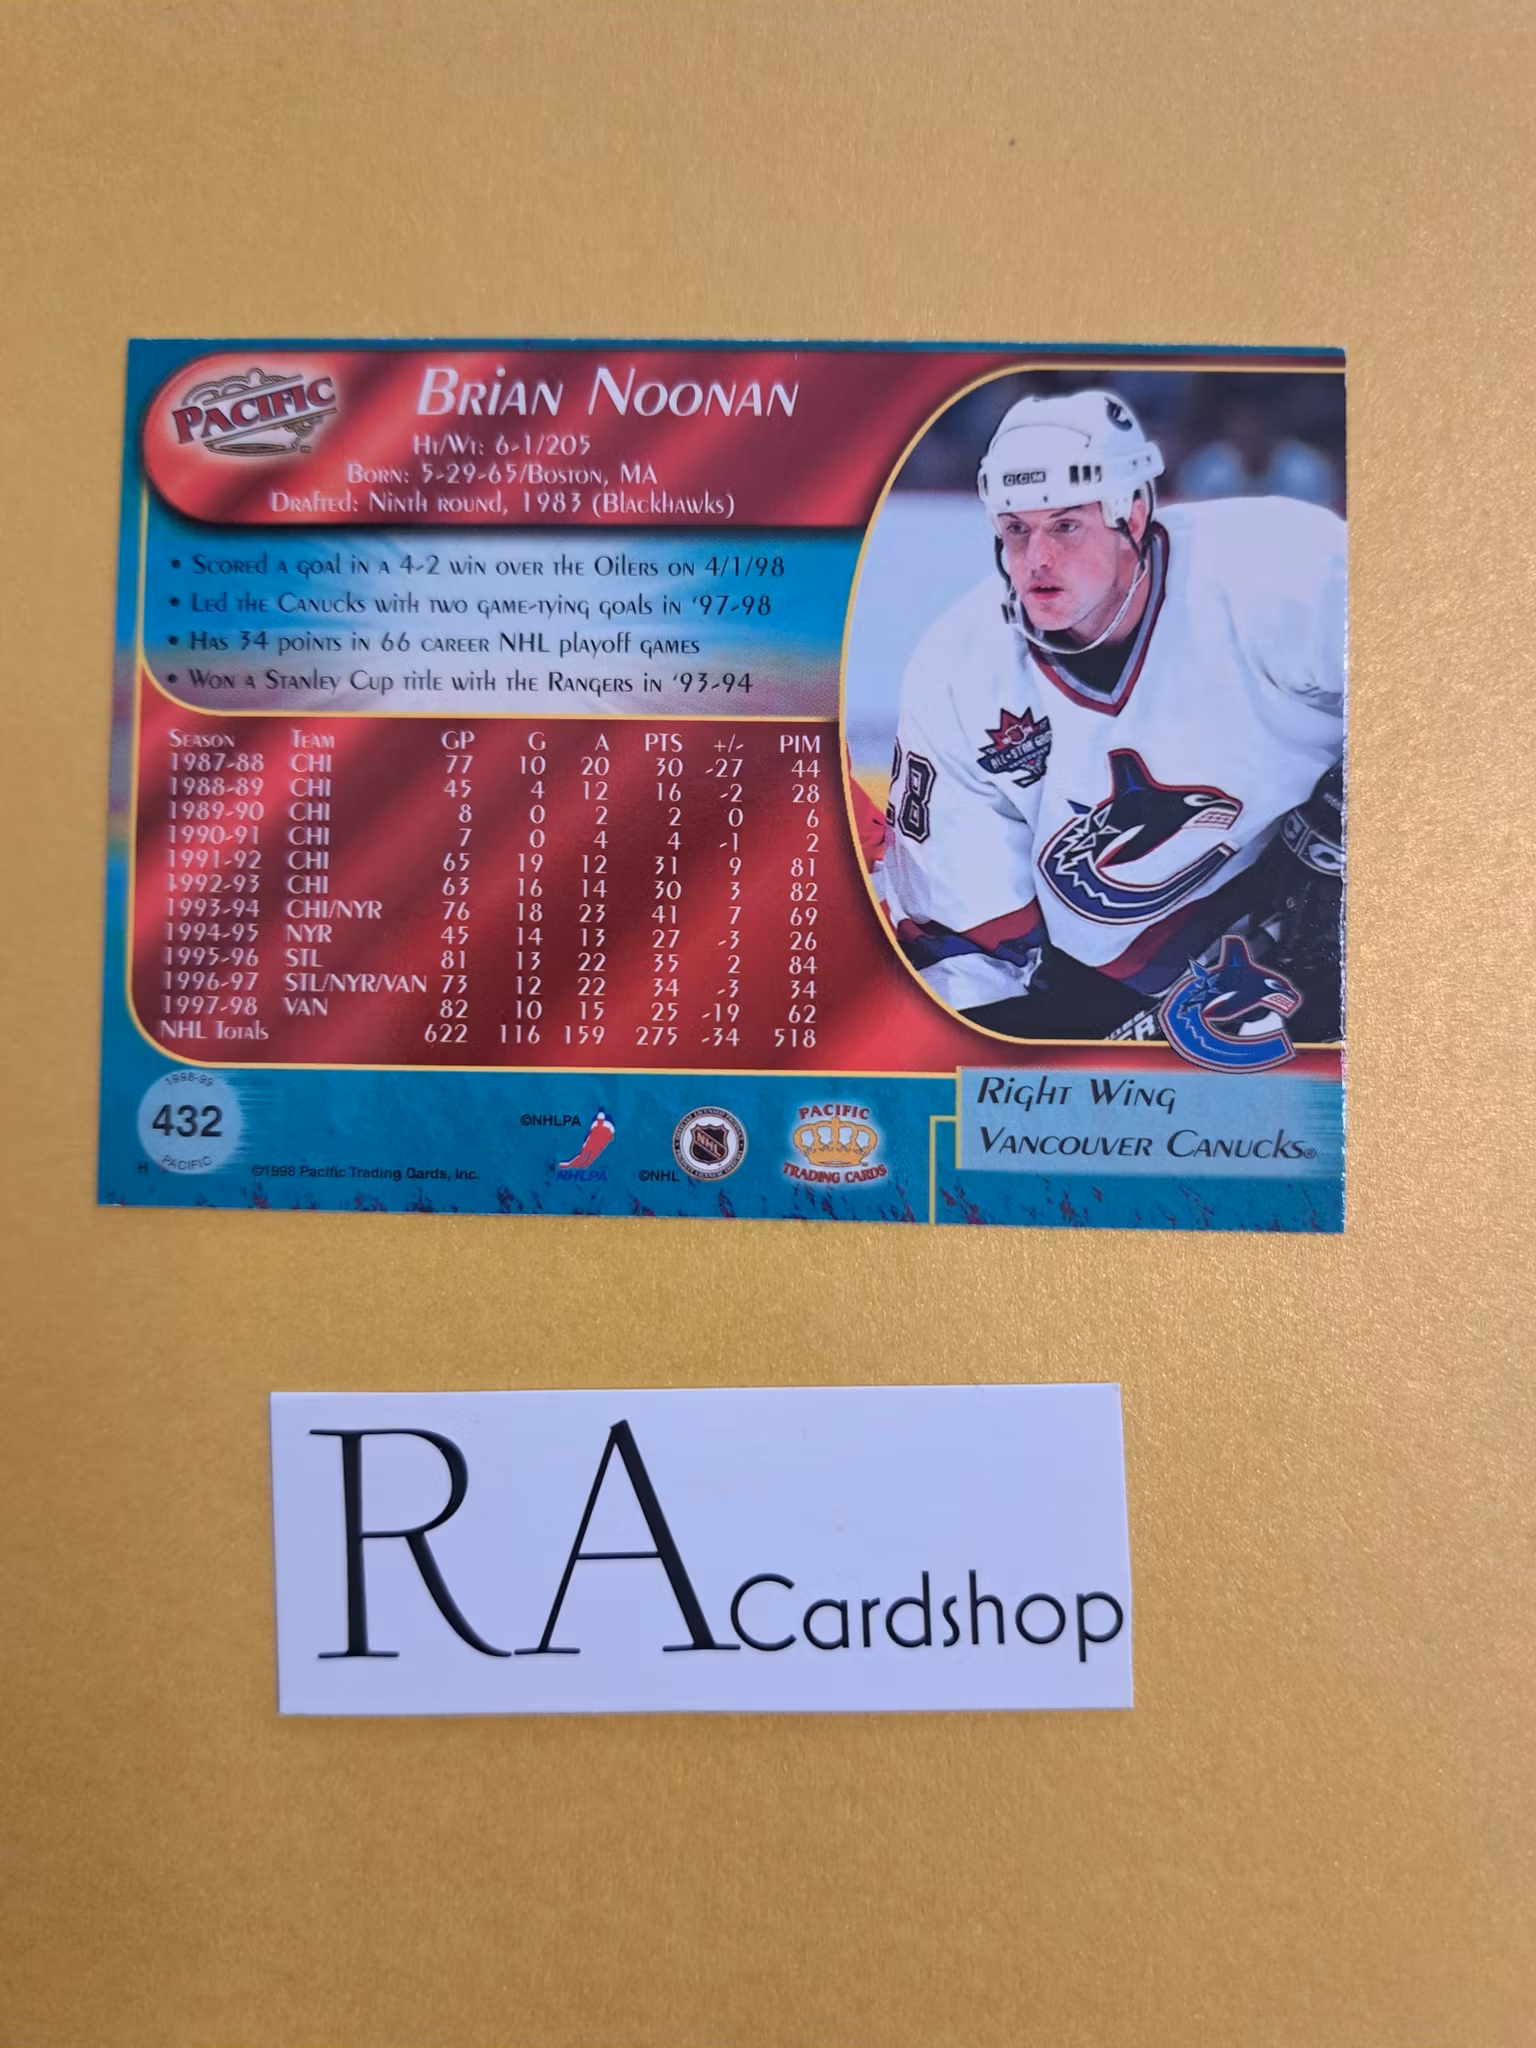 PACIFIC
Brian Noonan
Ht/Wt: 6-1/205
Born: 5-29-65/Boston, MA
Drafted: Ninth round, 1983 (Blackhawks)
• Scored a goal in a 4-2 win over the Oilers on 4/1/98
• Led the Canucks with two game-tying goals in '97-98
• Has 34 points in 66 career NHL playoff games
• Won a Stanley Cup title with the Rangers in '93-94
Season Team GP G A PTS +/- PIM
1987-88 CHI 77 10 20 30 -27 44
1988-89 CHI 45 4 12 16 -2 28
1989-90 CHI 8 0 2 2 0 6
1990-91 CHI 7 0 4 4 -1 2
1991-92 CHI 65 19 12 31 9 81
1992-93 CHI 63 16 14 30 3 82
1993-94 CHI/NYR 76 18 23 41 7 69
1994-95 NYR 45 14 13 27 -3 26
1995-96 STL 81 13 22 35 2 84
1996-97 STL/NYR/VAN 73 12 22 34 -3 34
1997-98 VAN 82 10 15 25 -19 62
NHL Totals 622 116 159 275 -34 518
CCM
ALL-STAR GAME
28
1998-99
432
PACIFIC
H
©1998 Pacific Trading Cards, Inc.
©NHLPA
NHLPA
©NHL
NHL
PACIFIC
TRADING CARDS
Right Wing
Vancouver Canucks®
RACardshop